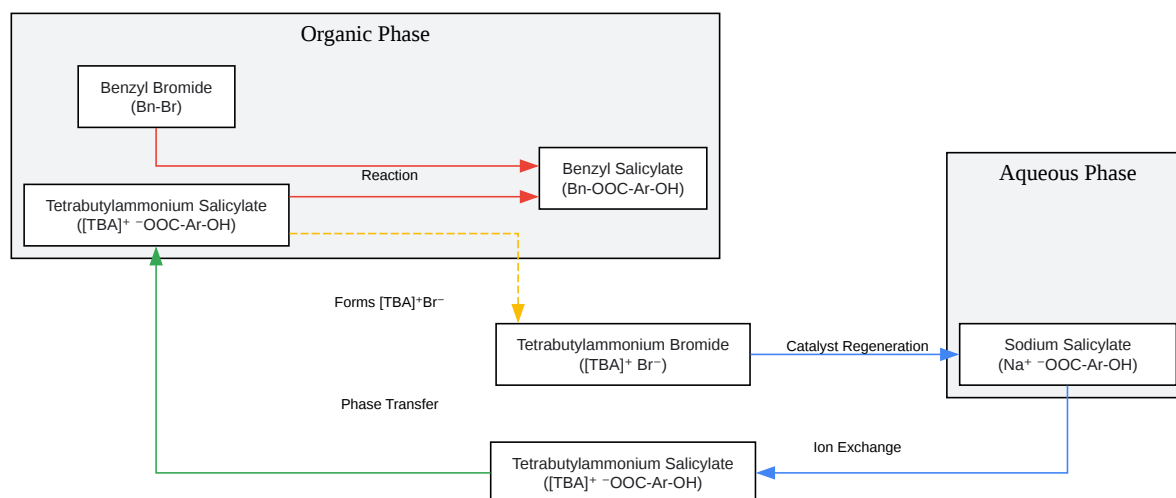 Organic Phase
Benzyl Bromide
(Bn-Br)
Benzyl Salicylate
(Bn-OOC-Ar-OH)
Reaction
Aqueous Phase
Tetrabutylammonium Salicylate
([TBA]⁺ ⁻OOC-Ar-OH)
Forms [TBA]⁺Br⁻
Tetrabutylammonium Bromide
([TBA]⁺ Br⁻)
Catalyst Regeneration
Sodium Salicylate
(Na⁺ ⁻OOC-Ar-OH)
Phase Transfer
Ion Exchange
Tetrabutylammonium Salicylate
([TBA]⁺ ⁻OOC-Ar-OH)